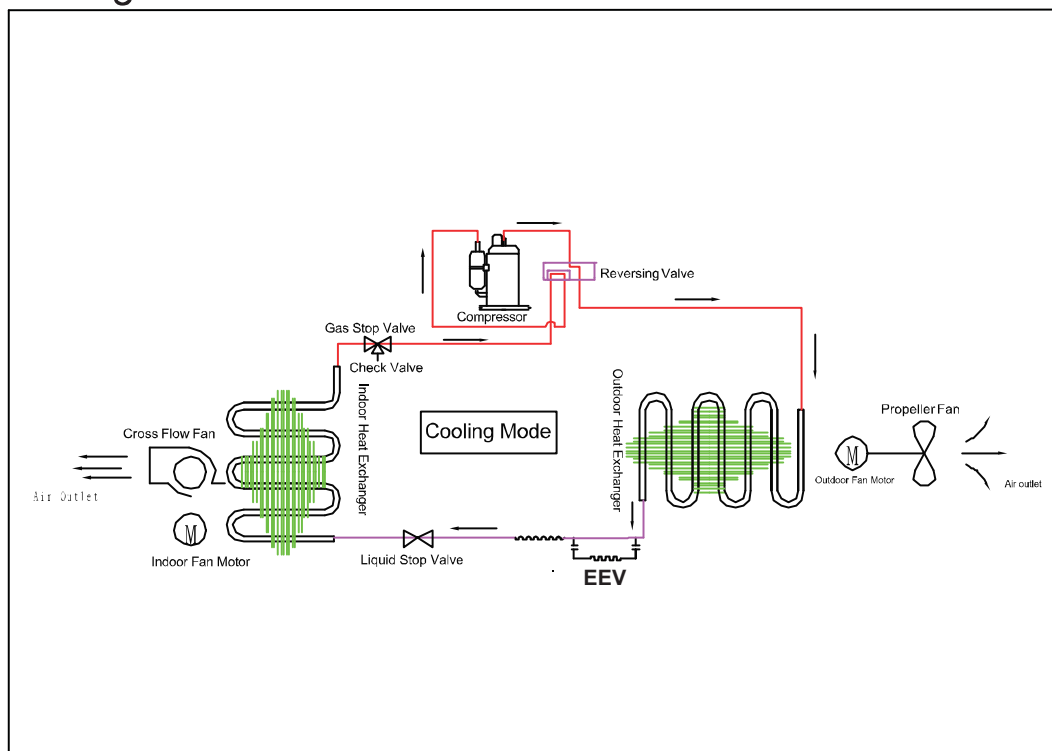 Reversing Valve
Compressor
Gas Stop Valve
Check Valve
Indoor Heat Exchanger
Outdoor Heat Exchanger
Cooling Mode
Propeller Fan
Cross Flow Fan
M
Outdoor Fan Motor
Air outlet
Air Outlet
M
Indoor Fan Motor
Liquid Stop Valve
EEV